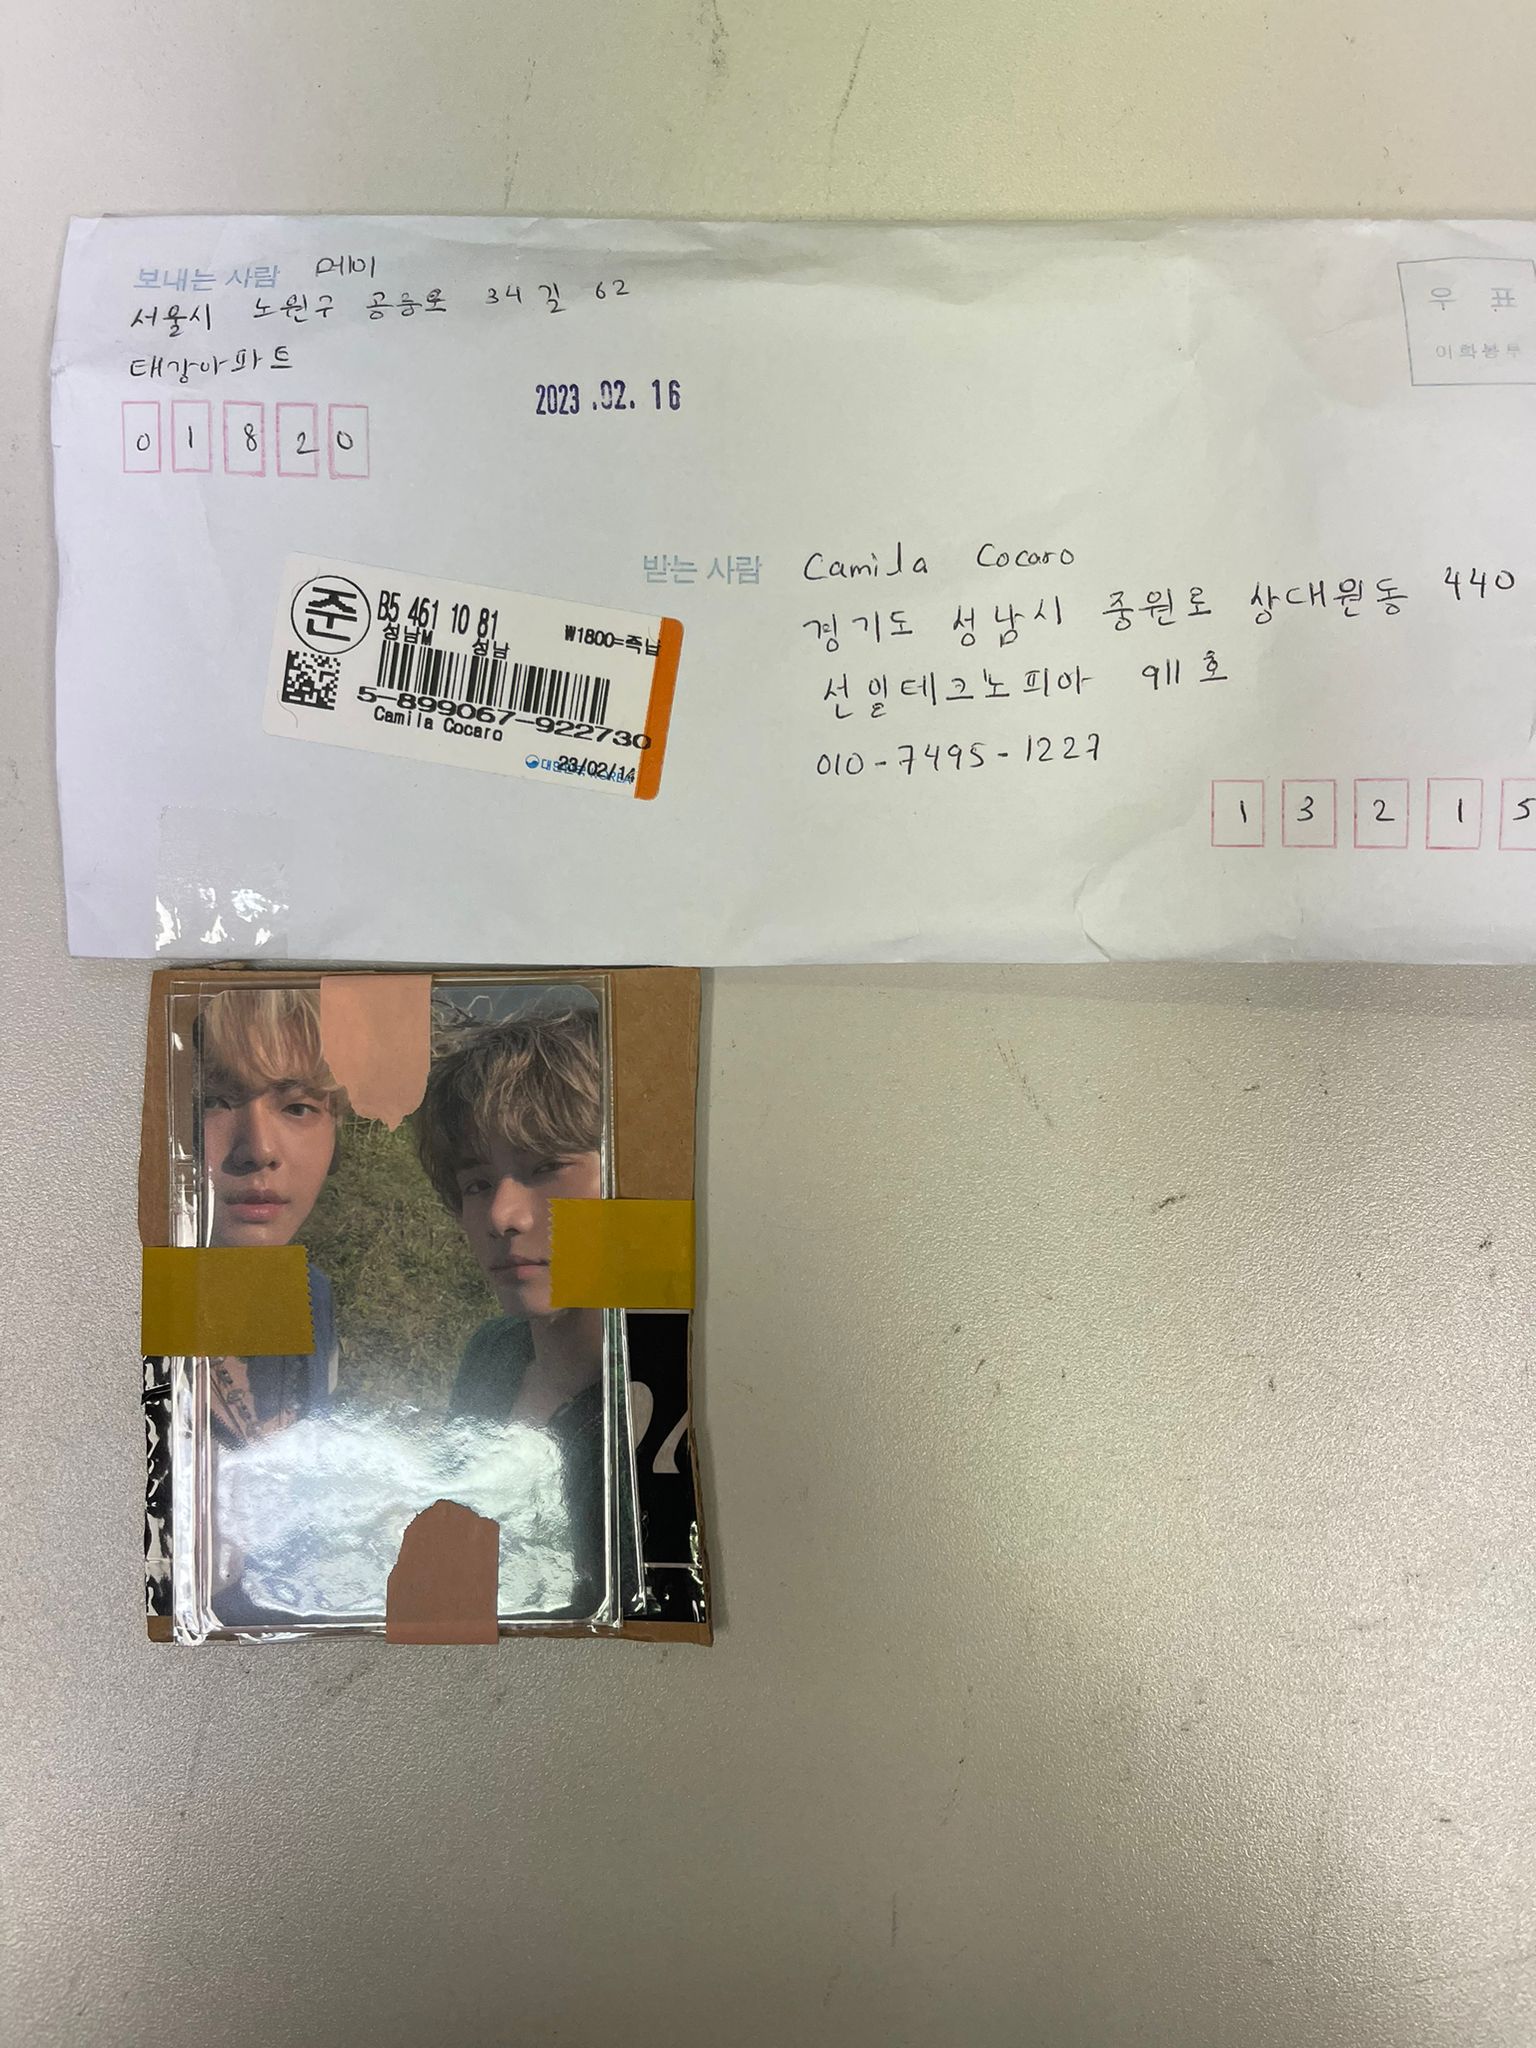 보내는 사람 메이
서울시 노원구 공릉로 34길 62
태강아파트
01820
2023.02.16
우표
이화봉투
받는 사람 Camila Cocaro
경기도 성남시 중원로 상대원동 440
선일테크노피아 911호
010-7495-1227
13215
준
B5 461 10 81
성남M 성남
₩1800=즉납
5-899067-922730
Camila Cocaro
23/02/14